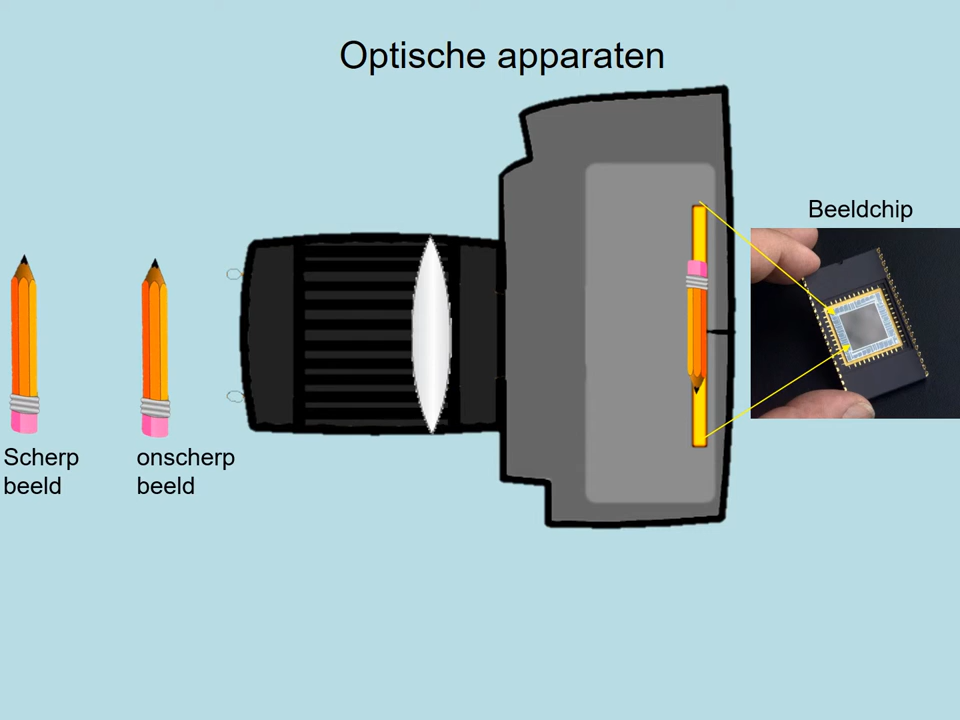 Optische apparaten
Beeldchip
Scherp
beeld
onscherp
beeld